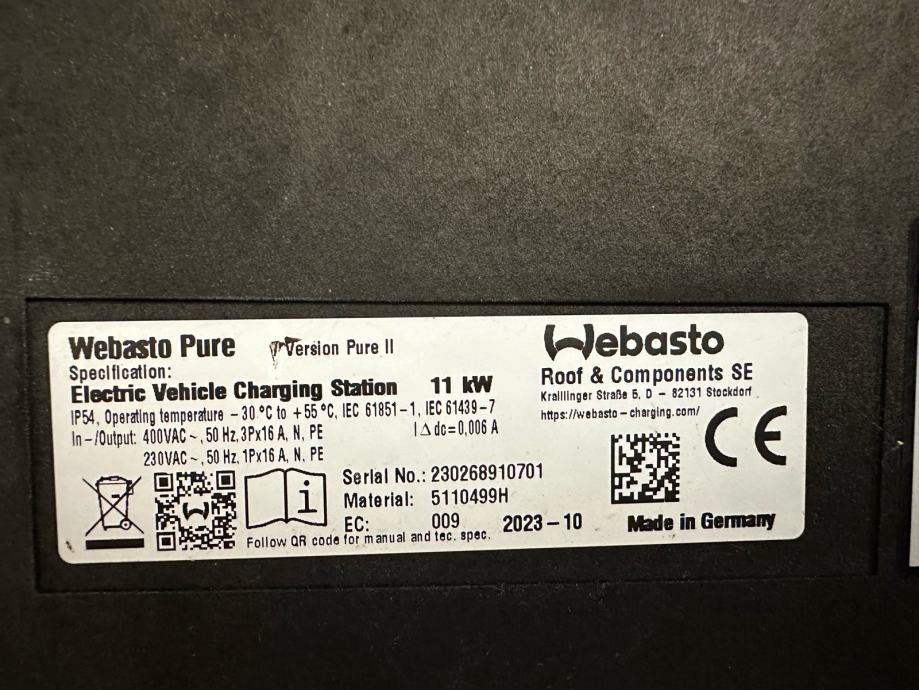 Webasto Pure Version Pure II
Specification:
Electric Vehicle Charging Station 11 kW
IP54, Operating temperature -30 °C to +55 °C, IEC 61851-1, IEC 61439-7
In-/Output: 400VAC ~, 50 Hz, 3Px16 A, N, PE I∆dc=0,006 A
230VAC ~, 50 Hz, 1Px16 A, N, PE
Webasto
Roof & Components SE
Kraillinger Straße 5, D - 82131 Stockdorf
https://webasto-charging.com/
CE
Serial No.: 230268910701
Material: 5110499H
EC: 009 2023-10
Made in Germany
W
i
Follow QR code for manual and tec. spec.